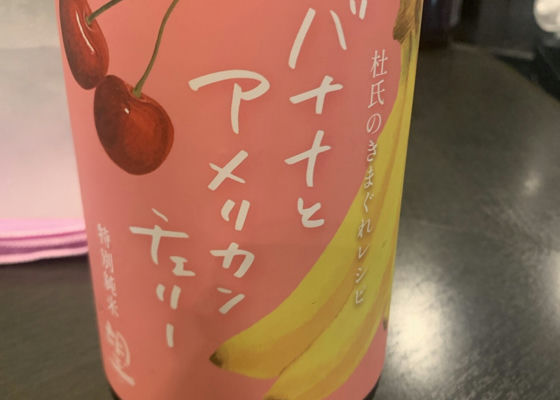 杜氏のきまぐれレシピ
バナナと
アメリカン
チェリー
特別純米